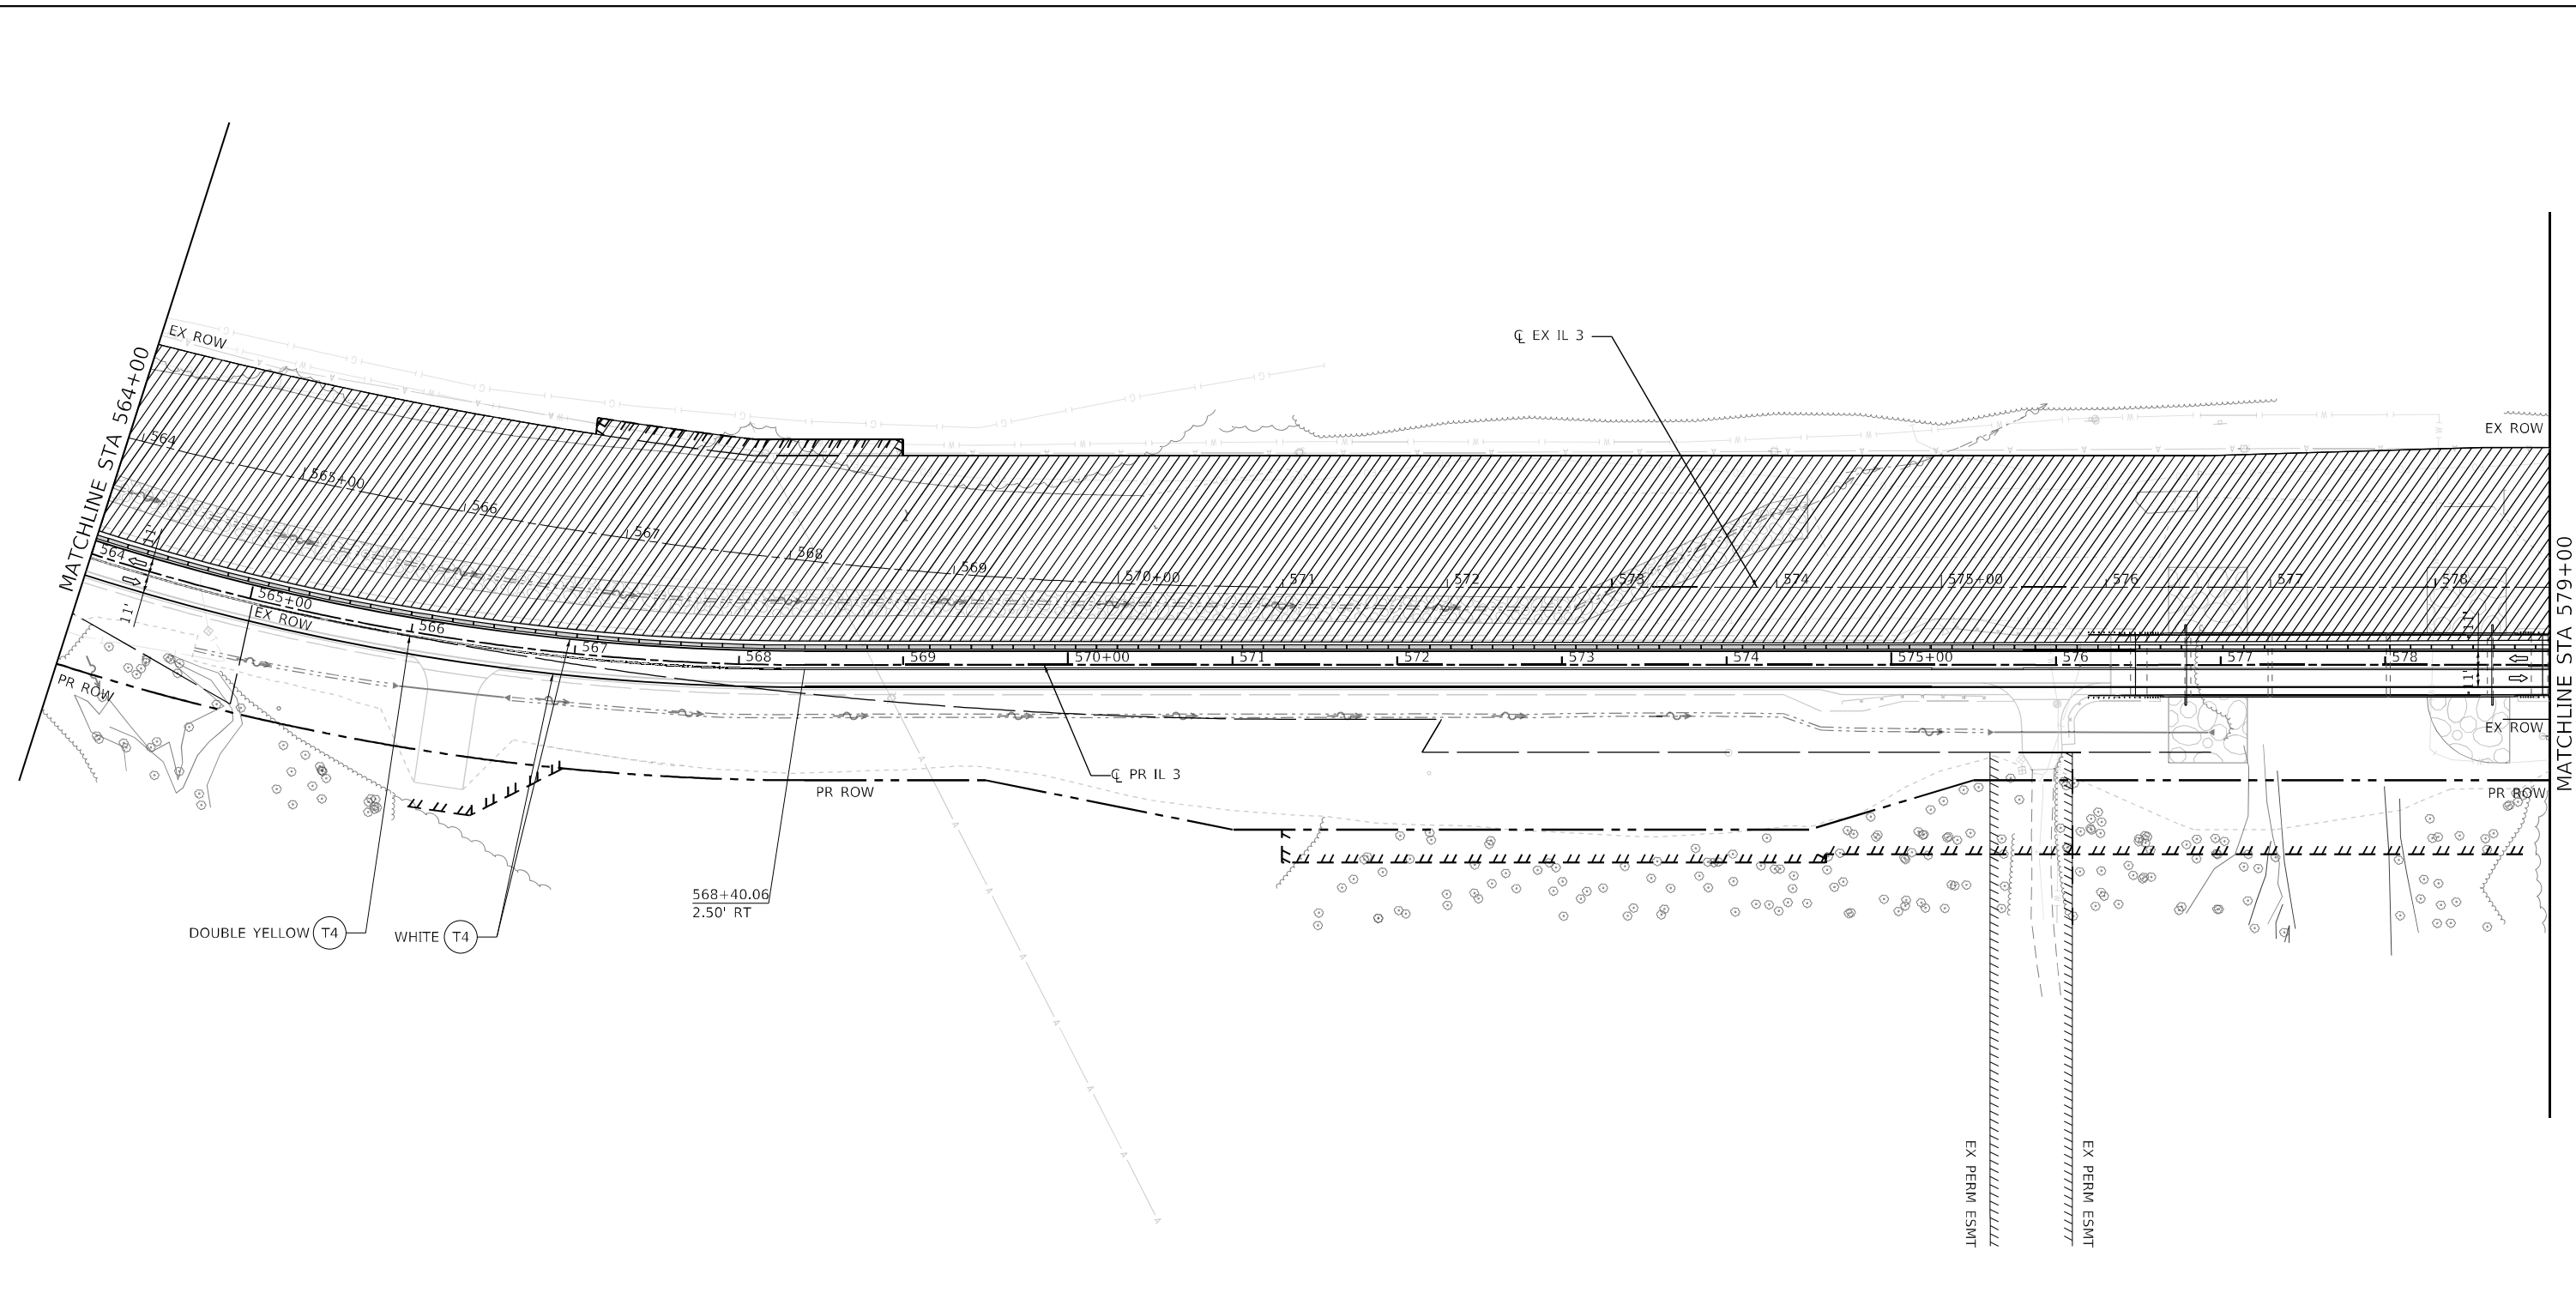 MATCHLINE STA 564+00
EX ROW
℄ EX IL 3
EX ROW
564
565+00
566
567
568
569
570+00
571
572
573
574
575+00
576
577
578
11'
11'
564
565+00
566
567
568
569
570+00
571
572
573
574
575+00
576
577
578
11'
11'
EX ROW
EX ROW
PR ROW
℄ PR IL 3
PR ROW
PR ROW
MATCHLINE STA 579+00
568+40.06
2.50' RT
DOUBLE YELLOW T4
WHITE T4
EX PERM ESMT
EX PERM ESMT
G
G
G
G
G
G
G
G
G
W
W
W
W
W
W
W
W
W
W
A
A
A
A
A
A
A